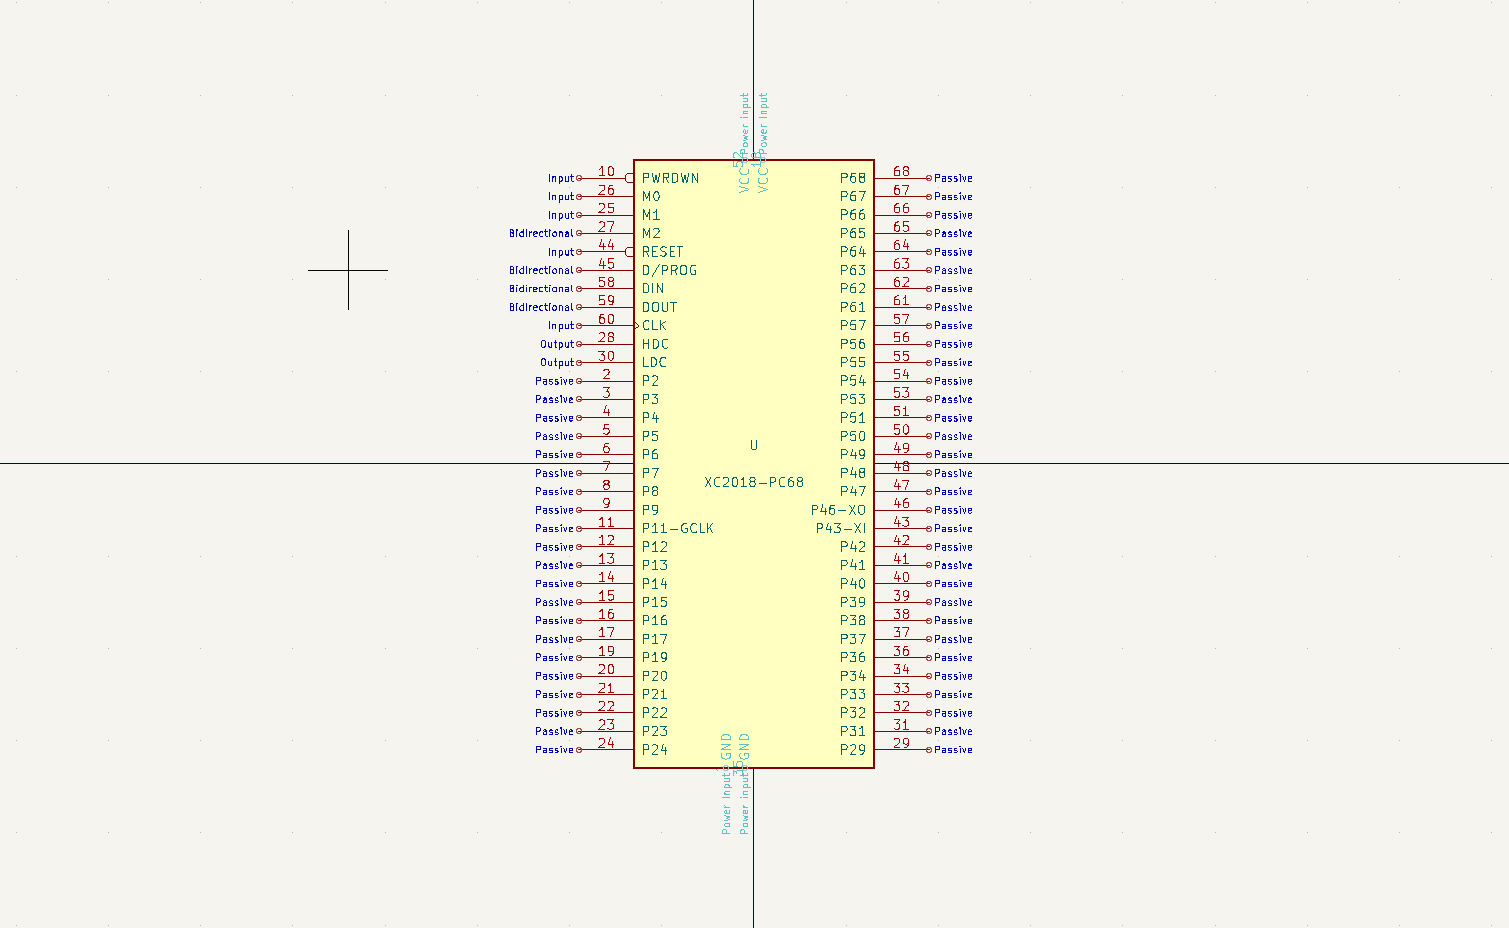 Power Input
Power Input
52
18
VCC
VCC
Input 10 PWRDWN P68 68 Passive
Input 26 M0 P67 67 Passive
Input 25 M1 P66 66 Passive
Bidirectional 27 M2 P65 65 Passive
Input 44 RESET P64 64 Passive
Bidirectional 45 D/PROG P63 63 Passive
Bidirectional 58 DIN P62 62 Passive
Bidirectional 59 DOUT P61 61 Passive
Input 60 CLK P57 57 Passive
Output 28 HDC P56 56 Passive
Output 30 LDC P55 55 Passive
Passive 2 P2 P54 54 Passive
Passive 3 P3 P53 53 Passive
Passive 4 P4 P51 51 Passive
Passive 5 P5 P50 50 Passive
U
Passive 6 P6 P49 49 Passive
Passive 7 P7 P48 48 Passive
XC2018-PC68
Passive 8 P8 P47 47 Passive
Passive 9 P9 P46-XO 46 Passive
Passive 11 P11-GCLK P43-XI 43 Passive
Passive 12 P12 P42 42 Passive
Passive 13 P13 P41 41 Passive
Passive 14 P14 P40 40 Passive
Passive 15 P15 P39 39 Passive
Passive 16 P16 P38 38 Passive
Passive 17 P17 P37 37 Passive
Passive 19 P19 P36 36 Passive
Passive 20 P20 P34 34 Passive
Passive 21 P21 P33 33 Passive
Passive 22 P22 P32 32 Passive
Passive 23 P23 P31 31 Passive
Passive 24 P24 P29 29 Passive
GND
GND
Power Input
Power input